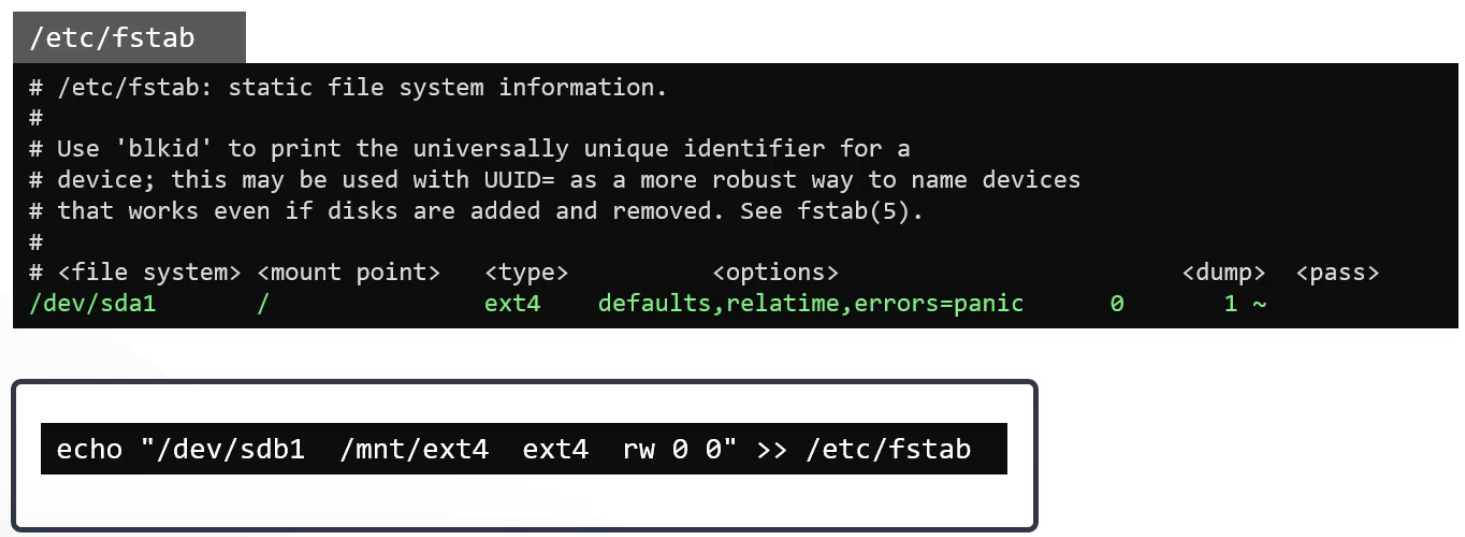 /etc/fstab
# /etc/fstab: static file system information.
#
# Use 'blkid' to print the universally unique identifier for a
# device; this may be used with UUID= as a more robust way to name devices
# that works even if disks are added and removed. See fstab(5).
#
# <file system> <mount point>   <type>          <options>                        <dump>  <pass>
/dev/sda1       /               ext4    defaults,relatime,errors=panic      0       1 ~
echo "/dev/sdb1  /mnt/ext4  ext4  rw 0 0" >> /etc/fstab